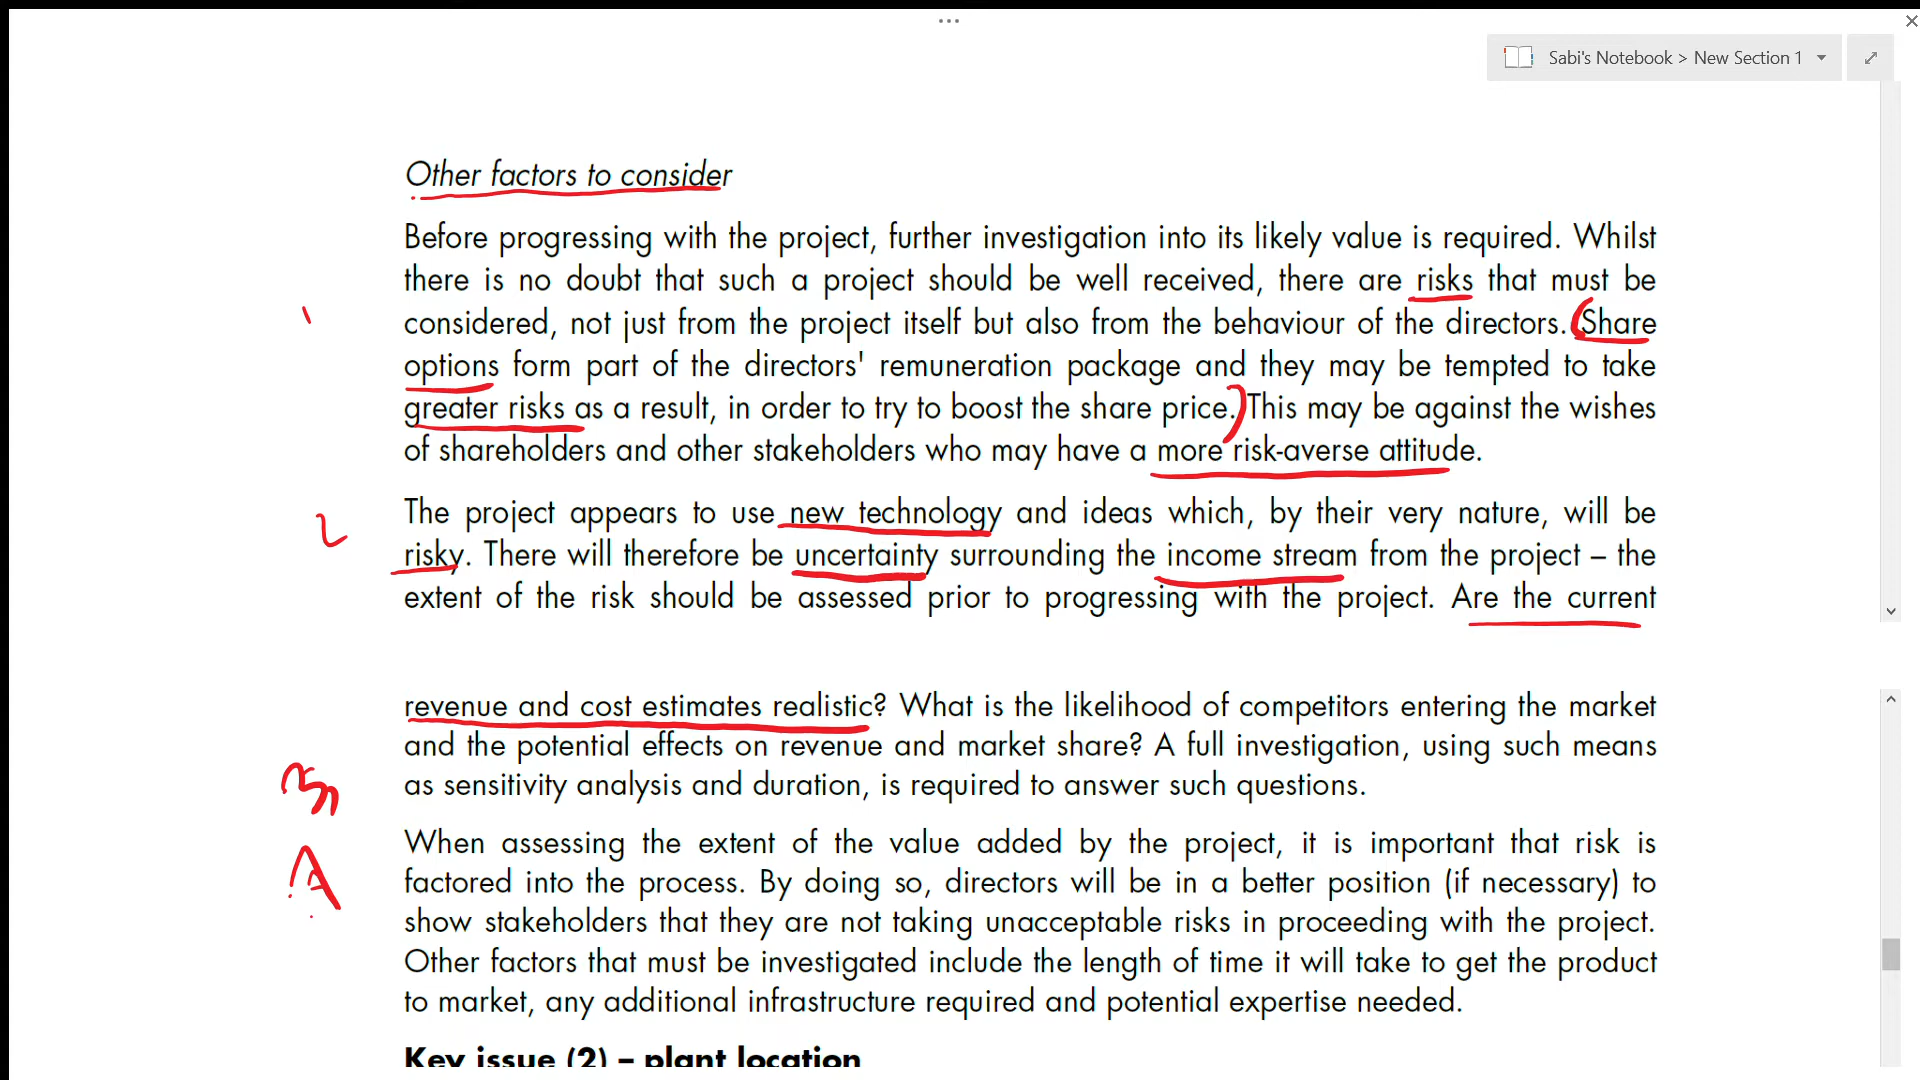 ...
Sabi's Notebook > New Section 1
Other factors to consider
Before progressing with the project, further investigation into its likely value is required. Whilst
there is no doubt that such a project should be well received, there are risks that must be
considered, not just from the project itself but also from the behaviour of the directors. (Share
options form part of the directors' remuneration package and they may be tempted to take
greater risks as a result, in order to try to boost the share price.) This may be against the wishes
of shareholders and other stakeholders who may have a more risk-averse attitude.
The project appears to use new technology and ideas which, by their very nature, will be
risky. There will therefore be uncertainty surrounding the income stream from the project – the
extent of the risk should be assessed prior to progressing with the project. Are the current
revenue and cost estimates realistic? What is the likelihood of competitors entering the market
and the potential effects on revenue and market share? A full investigation, using such means
as sensitivity analysis and duration, is required to answer such questions.
When assessing the extent of the value added by the project, it is important that risk is
factored into the process. By doing so, directors will be in a better position (if necessary) to
show stakeholders that they are not taking unacceptable risks in proceeding with the project.
Other factors that must be investigated include the length of time it will take to get the product
to market, any additional infrastructure required and potential expertise needed.
Key issue (2) – plant location